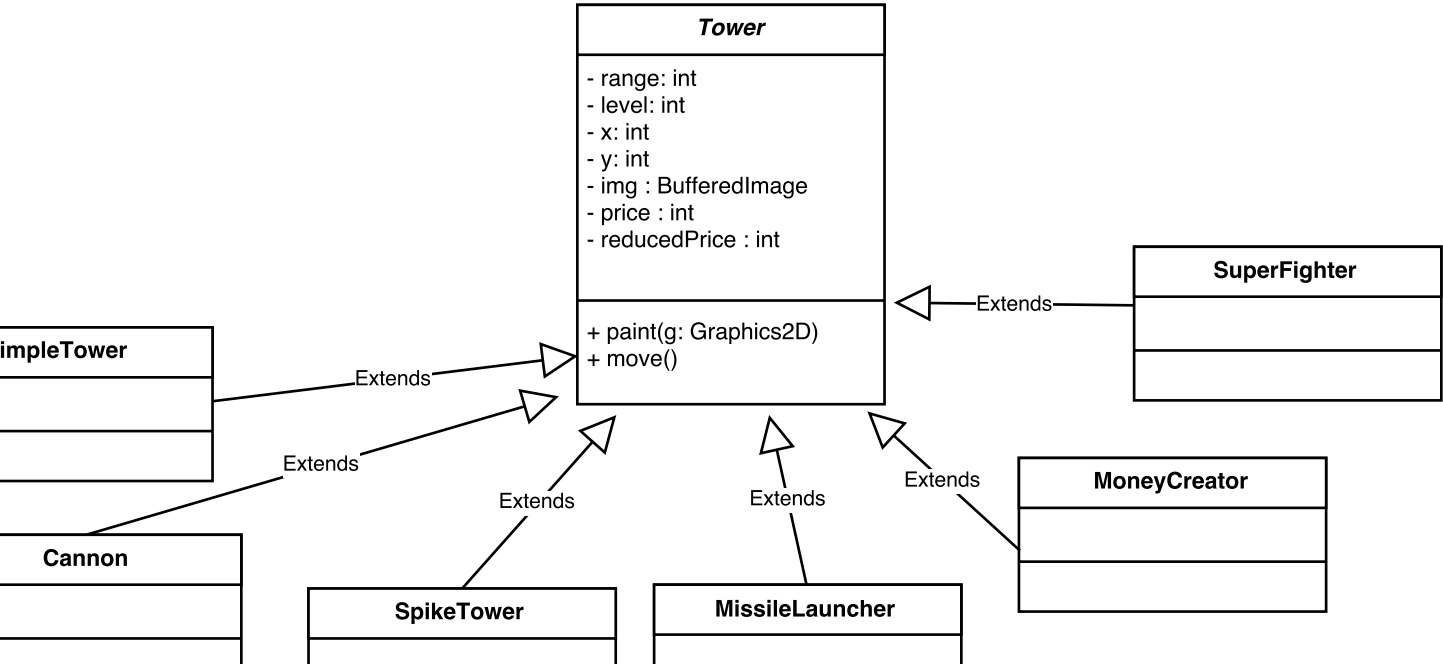 Tower
- range: int
- level: int
- x: int
- y: int
- img : BufferedImage
- price : int
- reducedPrice : int
+ paint(g: Graphics2D)
+ move()
SuperFighter
Extends
impleTower
Extends
Extends
Extends
Extends
Extends
MoneyCreator
Cannon
SpikeTower
MissileLauncher